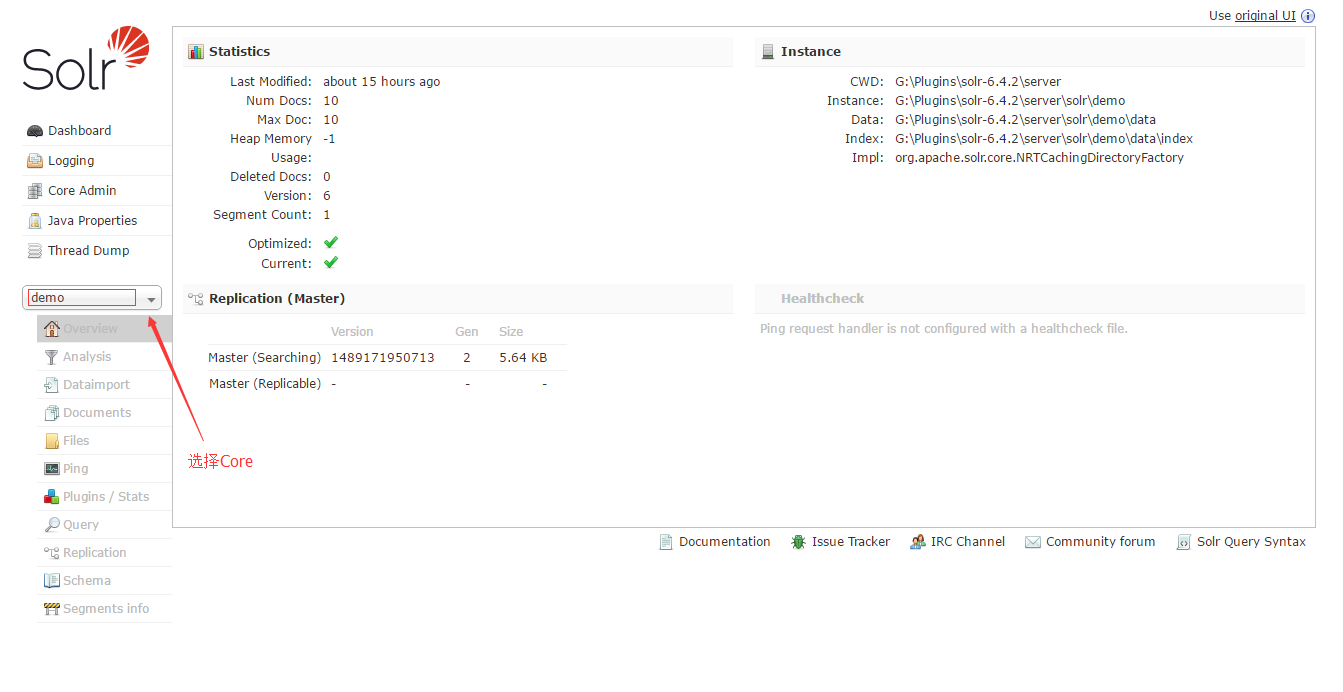 Use original UI
Solr
Dashboard
Logging
Core Admin
Java Properties
Thread Dump
demo
Overview
Analysis
Dataimport
Documents
Files
Ping
Plugins / Stats
Query
Replication
Schema
Segments info
Statistics
Last Modified: about 15 hours ago
Num Docs: 10
Max Doc: 10
Heap Memory -1
Usage:
Deleted Docs: 0
Version: 6
Segment Count: 1
Optimized:
Current:
Instance
CWD: G:\Plugins\solr-6.4.2\server
Instance: G:\Plugins\solr-6.4.2\server\solr\demo
Data: G:\Plugins\solr-6.4.2\server\solr\demo\data
Index: G:\Plugins\solr-6.4.2\server\solr\demo\data\index
Impl: org.apache.solr.core.NRTCachingDirectoryFactory
Replication (Master)
Version Gen Size
Master (Searching) 1489171950713 2 5.64 KB
Master (Replicable) - - -
Healthcheck
Ping request handler is not configured with a healthcheck file.
选择Core
Documentation Issue Tracker IRC Channel Community forum Solr Query Syntax